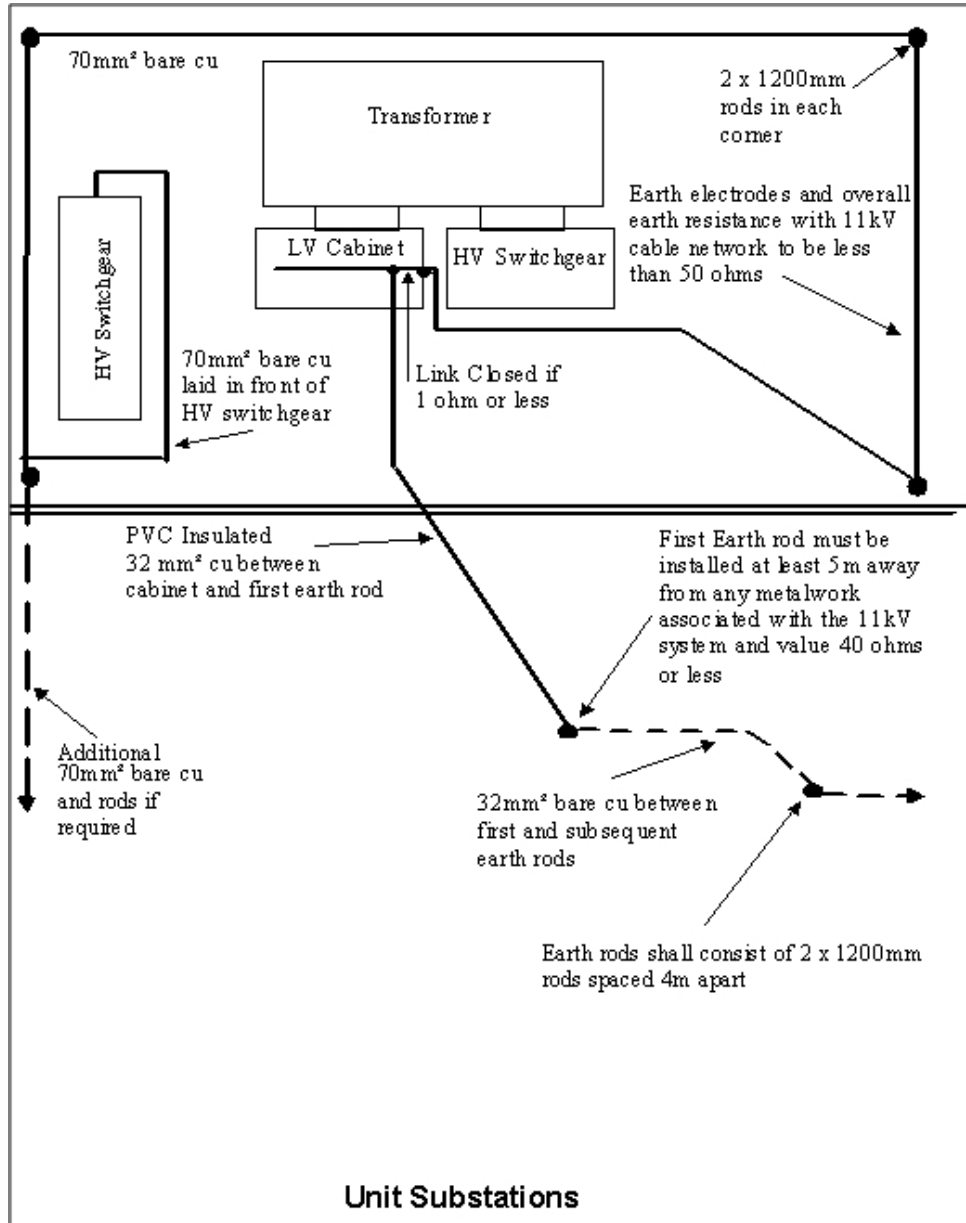 70mm² bare cu
2 x 1200mm
rods in each
corner
Transformer
Earth electrodes and overall
earth resistance with 11kV
cable network to be less
than 50 ohms
LV Cabinet
HV Switchgear
HV Switchgear
70mm² bare cu
laid in front of
HV switchgear
Link Closed if
1 ohm or less
PVC Insulated
32 mm² cu between
cabinet and first earth rod
First Earth rod must be
installed at least 5m away
from any metalwork
associated with the 11kV
system and value 40 ohms
or less
Additional
70mm² bare cu
and rods if
required
32mm² bare cu between
first and subsequent
earth rods
Earth rods shall consist of 2 x 1200mm
rods spaced 4m apart
Unit Substations